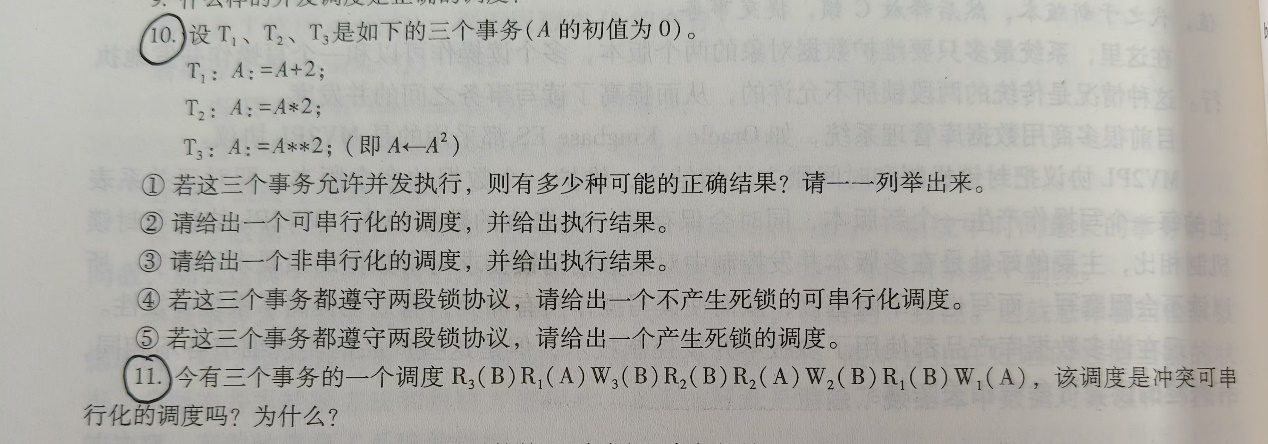 10. 设 T₁、T₂、T₃是如下的三个事务(A 的初值为 0)。
T₁: A:=A+2;
T₂: A:=A*2;
T₃: A:=A**2; (即 A←A²)
① 若这三个事务允许并发执行，则有多少种可能的正确结果？请一一列举出来。
② 请给出一个可串行化的调度，并给出执行结果。
③ 请给出一个非串行化的调度，并给出执行结果。
④ 若这三个事务都遵守两段锁协议，请给出一个不产生死锁的可串行化调度。
⑤ 若这三个事务都遵守两段锁协议，请给出一个产生死锁的调度。
11. 今有三个事务的一个调度 R₃(B)R₁(A)W₃(B)R₂(B)R₂(A)W₂(B)R₁(B)W₁(A)，该调度是冲突可串
行化的调度吗？为什么？